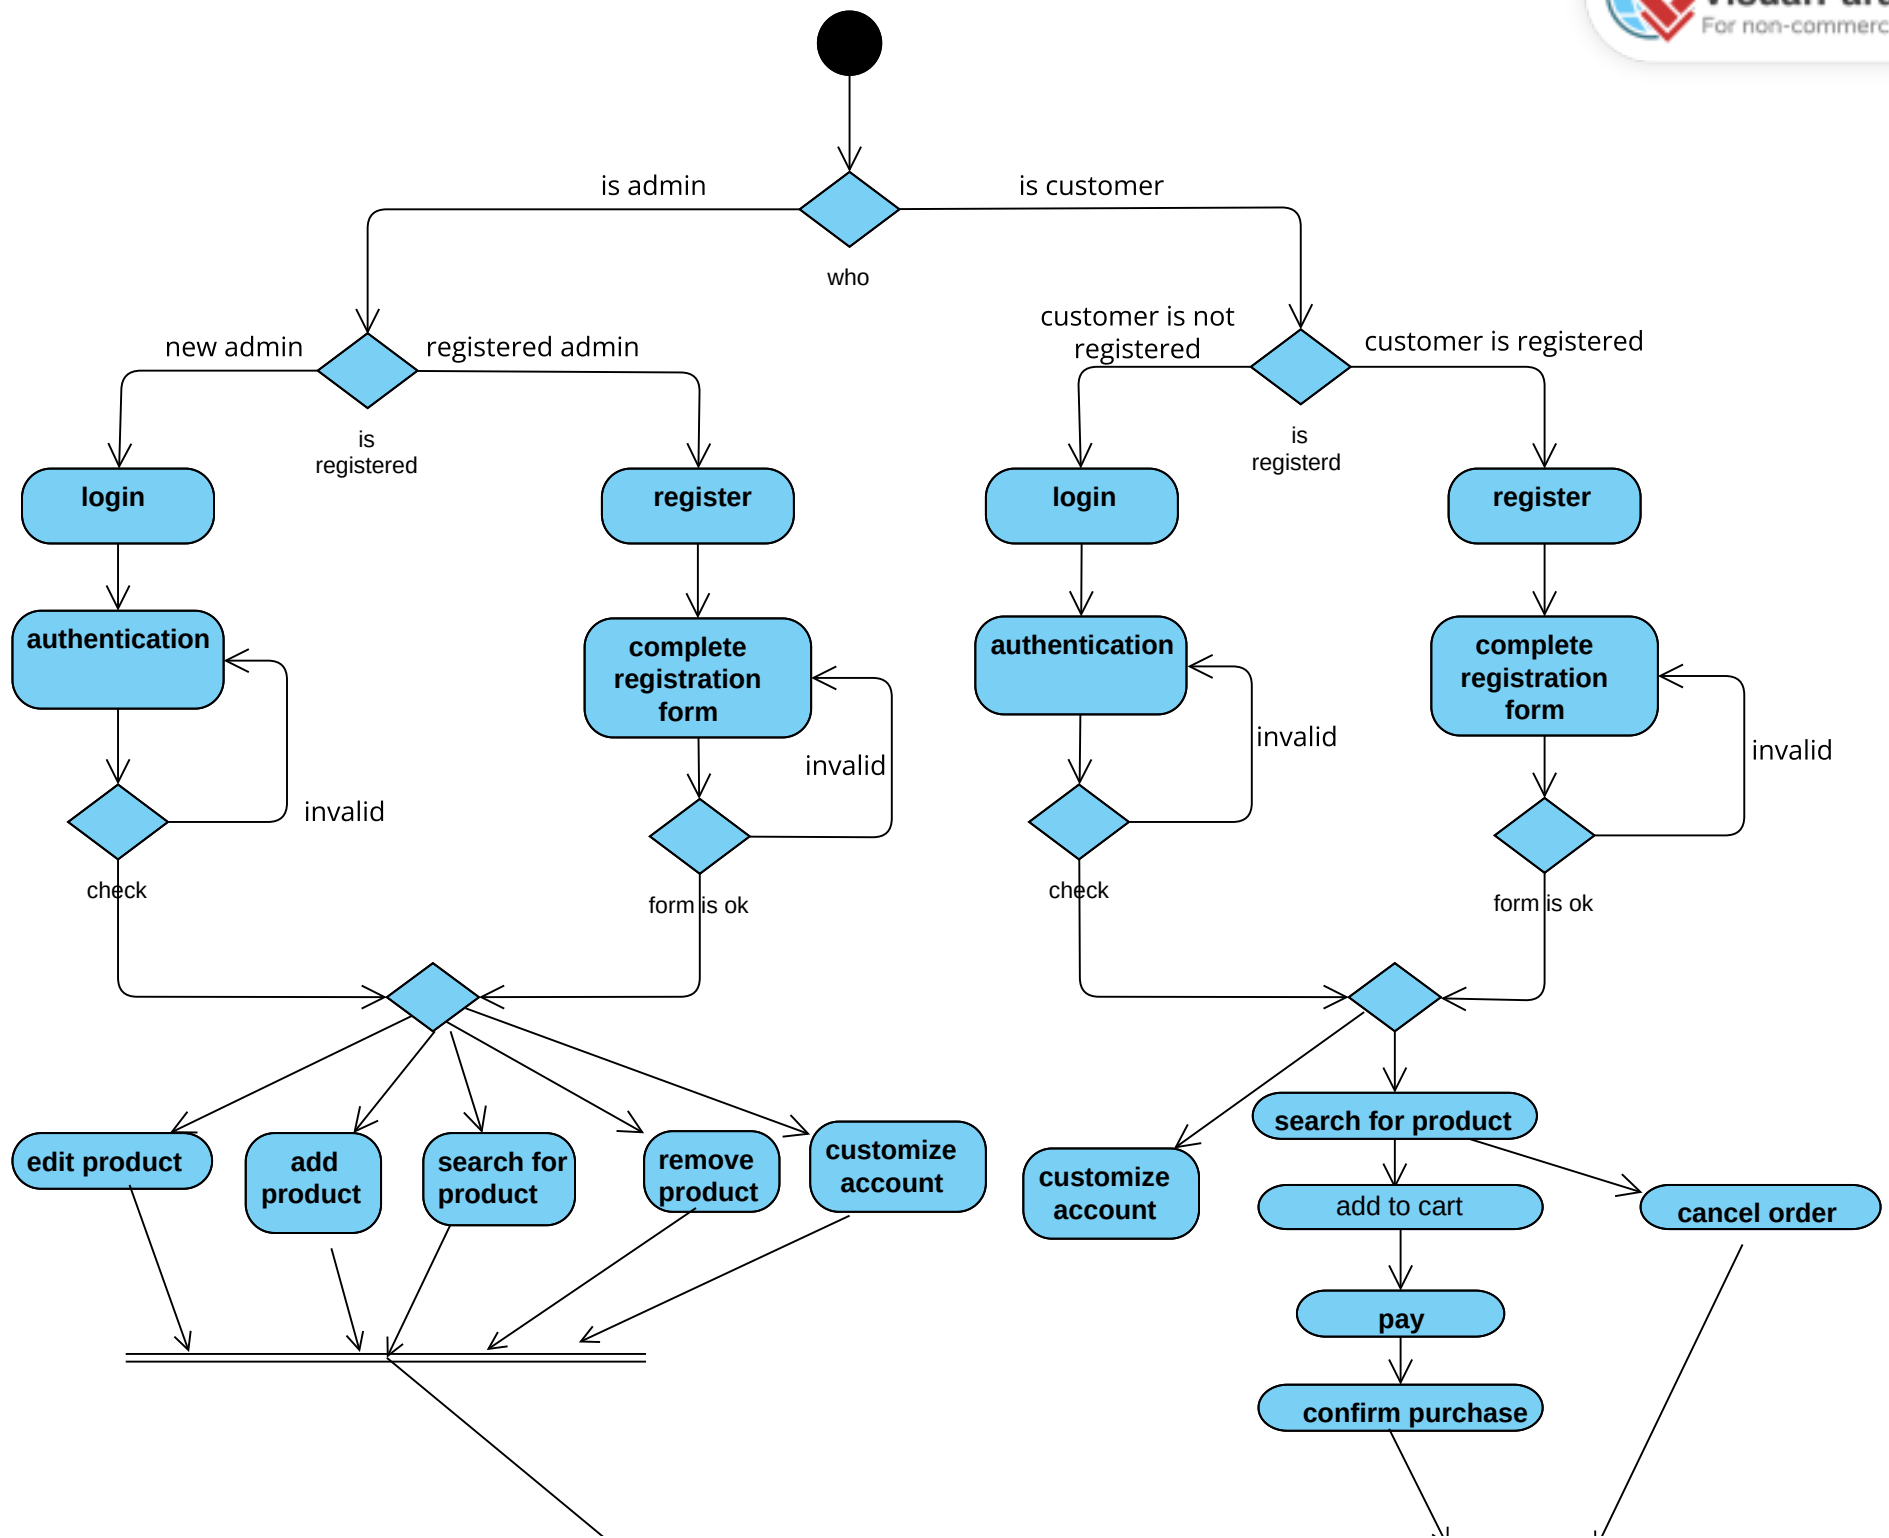 For non-commerc
is admin
is customer
who
customer is not
registered
customer is registered
new admin
registered admin
is
registered
is
registerd
login
register
login
register
authentication
complete
registration
form
authentication
complete
registration
form
invalid
invalid
invalid
invalid
check
form is ok
check
form is ok
edit product
add
product
search for
product
remove
product
customize
account
customize
account
search for product
add to cart
cancel order
pay
confirm purchase